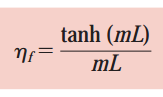 η_f = tanh (mL) / mL